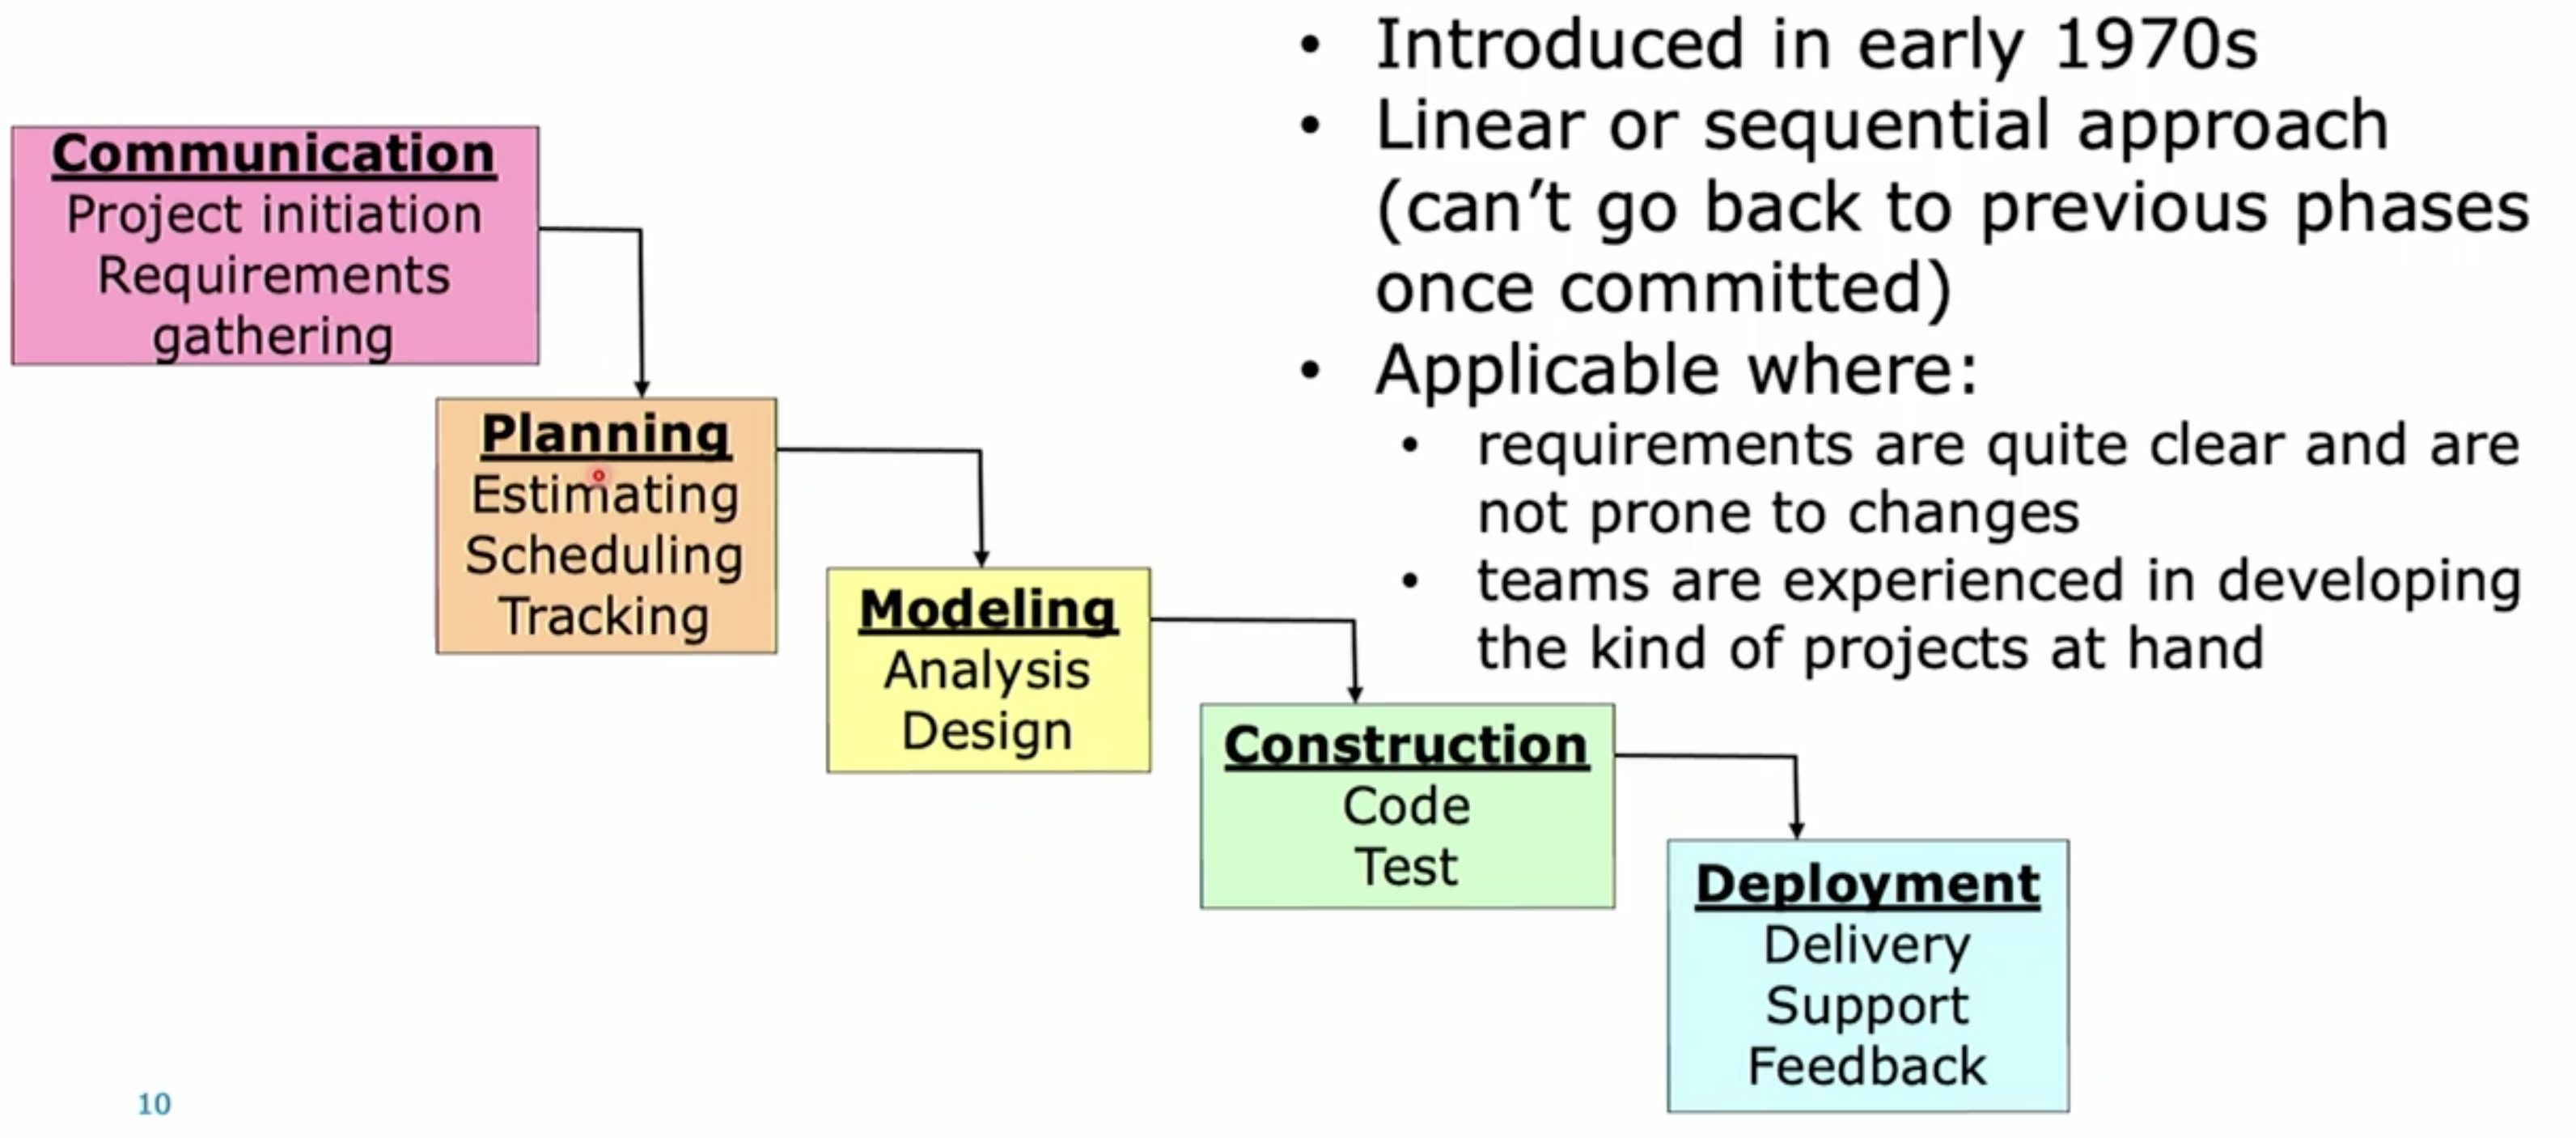 Communication
Project initiation
Requirements
gathering
Planning
Estimating
Scheduling
Tracking
Modeling
Analysis
Design
Construction
Code
Test
Deployment
Delivery
Support
Feedback
• Introduced in early 1970s
• Linear or sequential approach
(can't go back to previous phases
once committed)
• Applicable where:
• requirements are quite clear and are
not prone to changes
• teams are experienced in developing
the kind of projects at hand
10